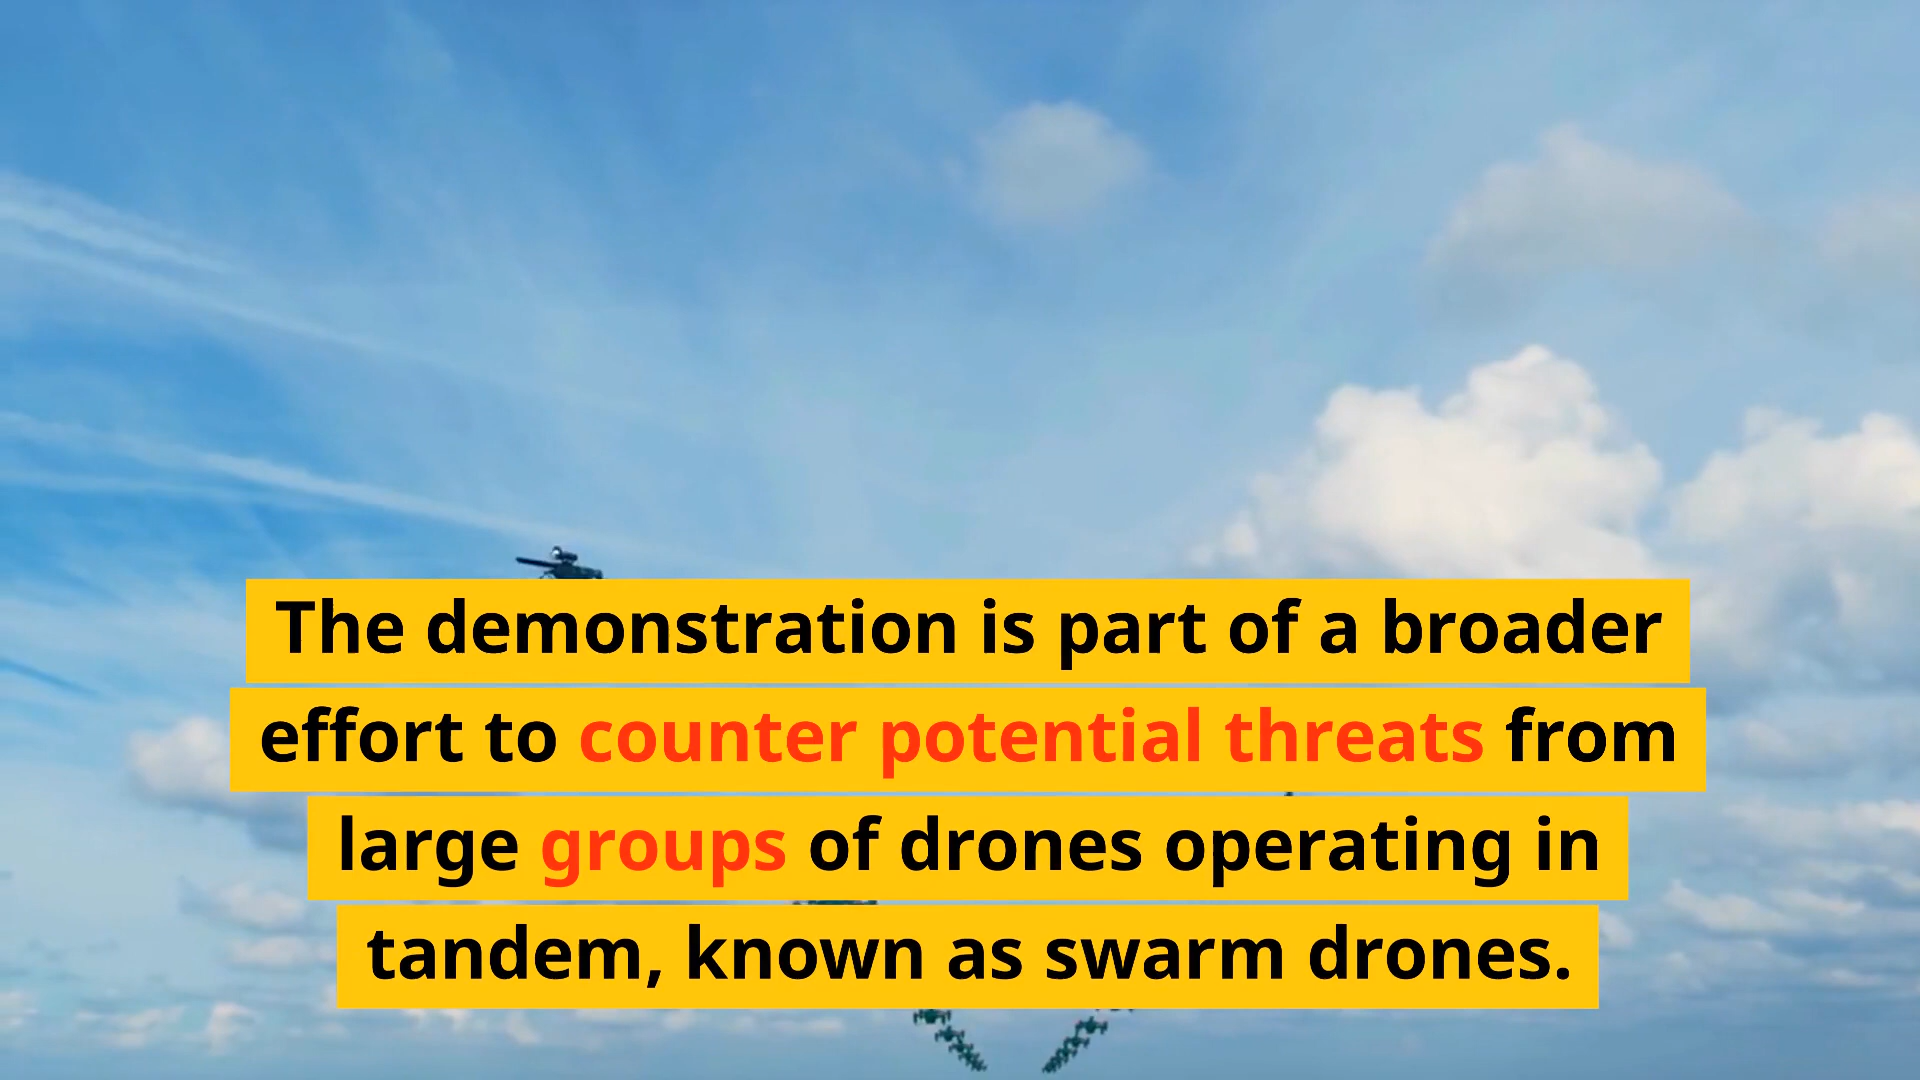 The demonstration is part of a broader
effort to counter potential threats from
large groups of drones operating in
tandem, known as swarm drones.